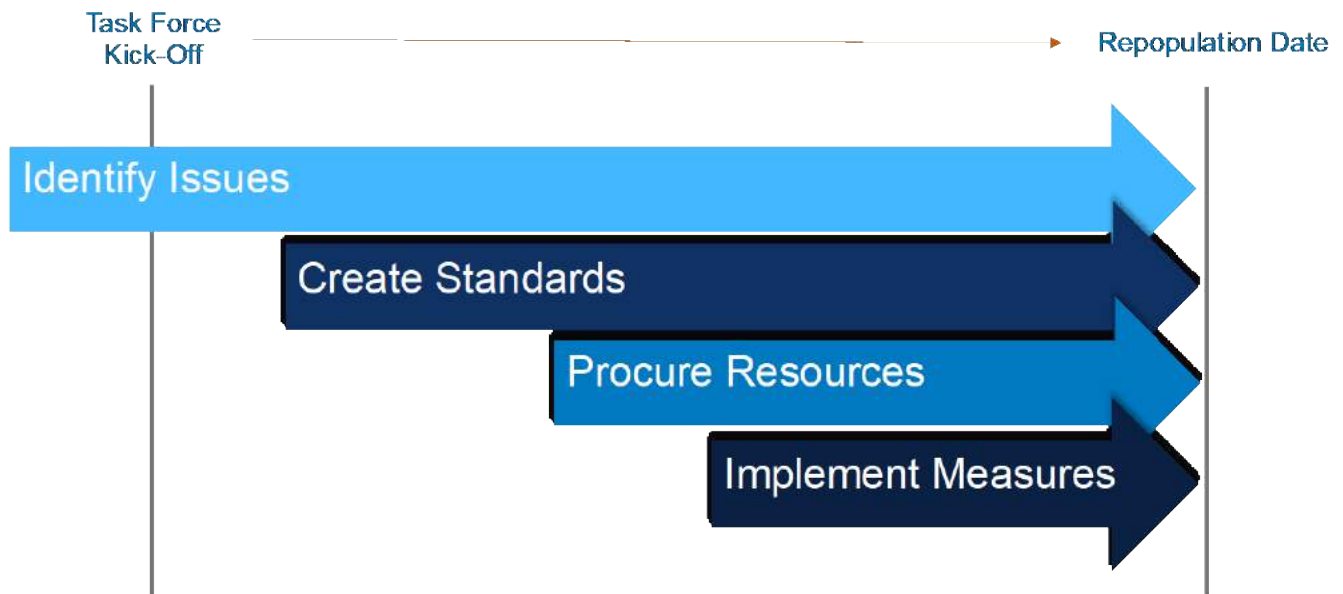 Task Force
Kick-Off
Repopulation Date
Identify Issues
Create Standards
Procure Resources
Implement Measures